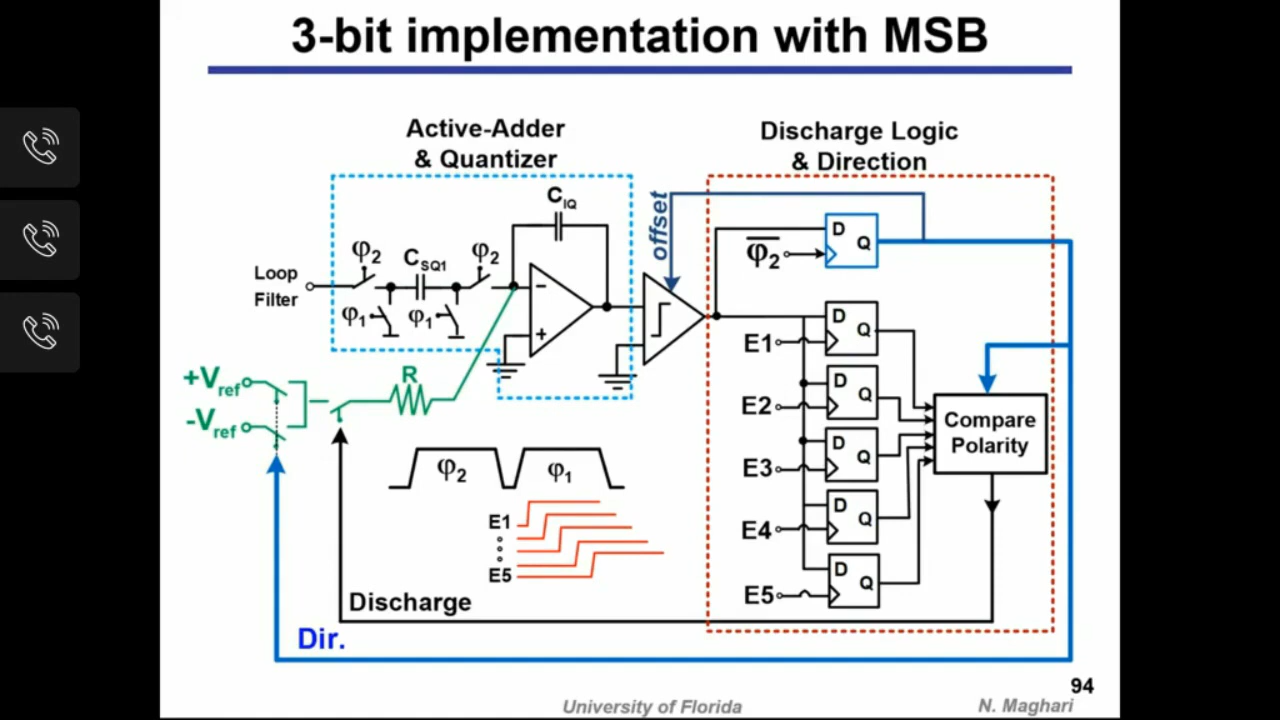 3-bit implementation with MSB
Active-Adder
& Quantizer
Discharge Logic
& Direction
C_IQ
offset
φ2
C_SQ1
φ2
D
Q
φ2̅
Loop
Filter
φ1
φ1
−
+
D
Q
E1
R
+Vref
-Vref
D
Q
E2
Compare
Polarity
D
Q
E3
φ2
φ1
D
Q
E4
E1
E5
D
Q
E5
Discharge
Dir.
94
University of Florida
N. Maghari